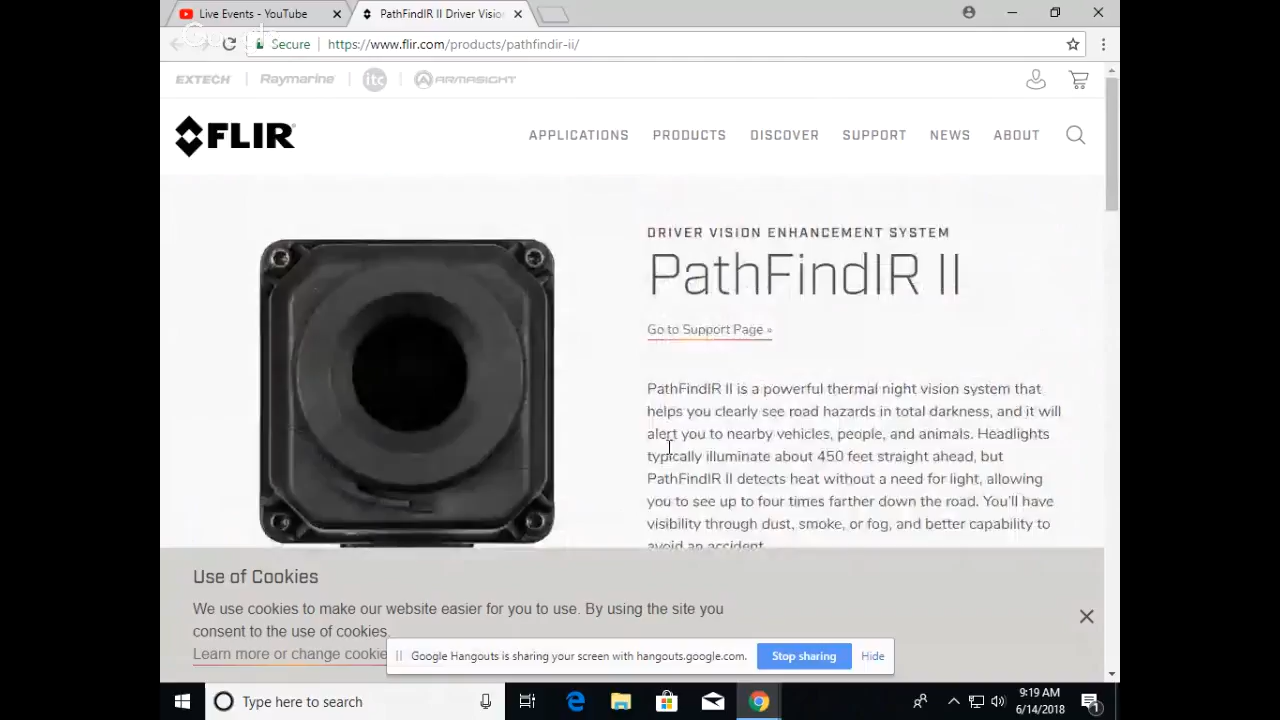 Live Events - YouTube
PathFindIR II Driver Visio
Google
Secure
https://www.flir.com/products/pathfindir-ii/
EXTECH
Raymarine
itc
ARMASIGHT
FLIR
APPLICATIONS
PRODUCTS
DISCOVER
SUPPORT
NEWS
ABOUT
DRIVER VISION ENHANCEMENT SYSTEM
PathFindIR II
Go to Support Page »
PathFindIR II is a powerful thermal night vision system that
helps you clearly see road hazards in total darkness, and it will
alert you to nearby vehicles, people, and animals. Headlights
typically illuminate about 450 feet straight ahead, but
PathFindIR II detects heat without a need for light, allowing
you to see up to four times farther down the road. You'll have
visibility through dust, smoke, or fog, and better capability to
avoid an accident.
Use of Cookies
We use cookies to make our website easier for you to use. By using the site you
consent to the use of cookies.
Learn more or change cookie
Google Hangouts is sharing your screen with hangouts.google.com.
Stop sharing
Hide
Type here to search
9:19 AM
6/14/2018
1